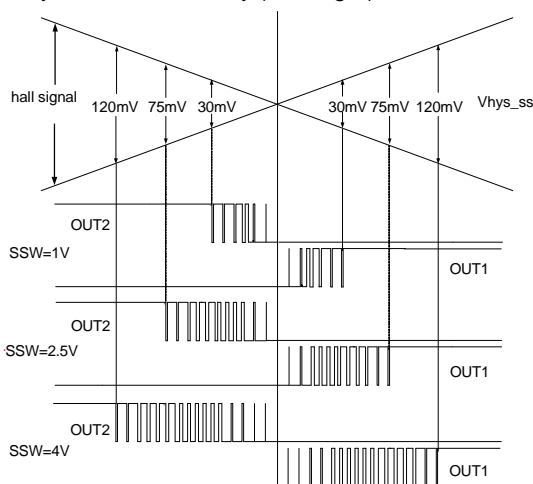 hall signal
120mV 75mV 30mV 30mV 75mV 120mV Vhys_ss
OUT2
SSW=1V
OUT1
OUT2
SSW=2.5V
OUT1
OUT2
SSW=4V
OUT1